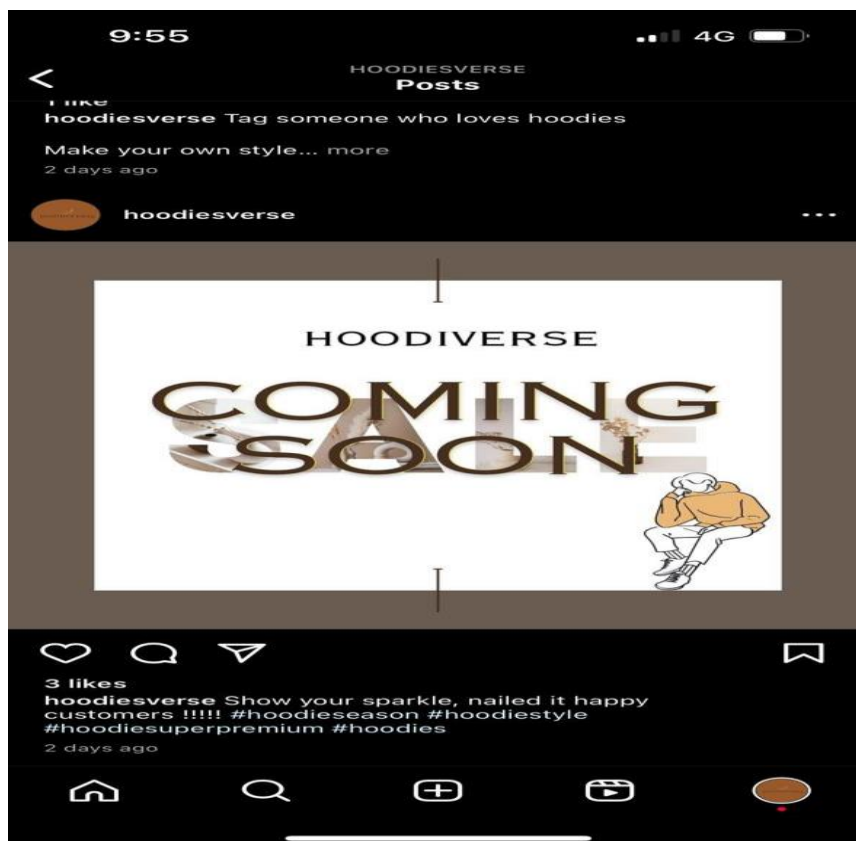 9:55
4G
HOODIESVERSE
Posts
1 like
hoodiesverse Tag someone who loves hoodies
Make your own style... more
2 days ago
hoodiesverse
HOODIVERSE
COMING
SALE
SOON
3 likes
hoodiesverse Show your sparkle, nailed it happy
customers !!!!! #hoodieseason #hoodiestyle
#hoodiesuperpremium #hoodies
2 days ago